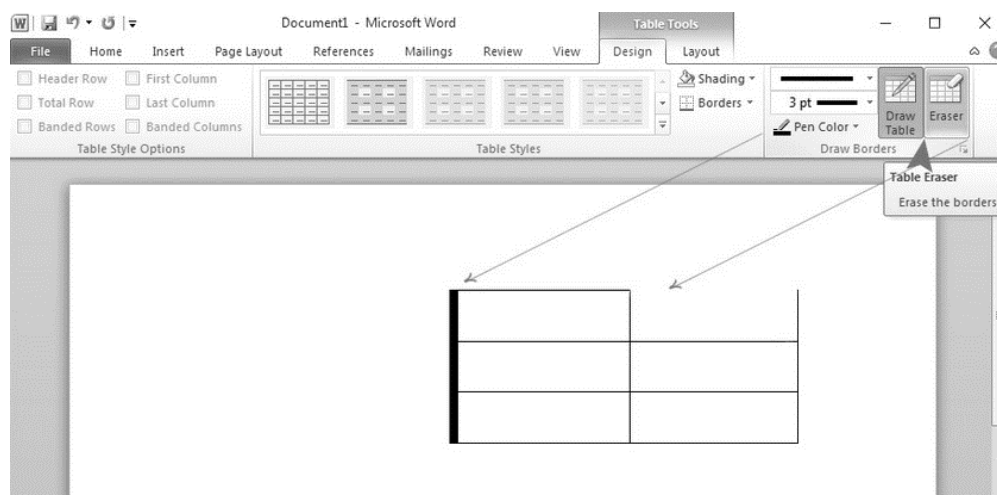 W Document1 - Microsoft Word Table Tools
File Home Insert Page Layout References Mailings Review View Design Layout
Header Row First Column
Total Row Last Column
Banded Rows Banded Columns
Table Style Options
Table Styles
Shading
Borders
3 pt
Pen Color
Draw Table
Eraser
Draw Borders
Table Eraser
Erase the borders